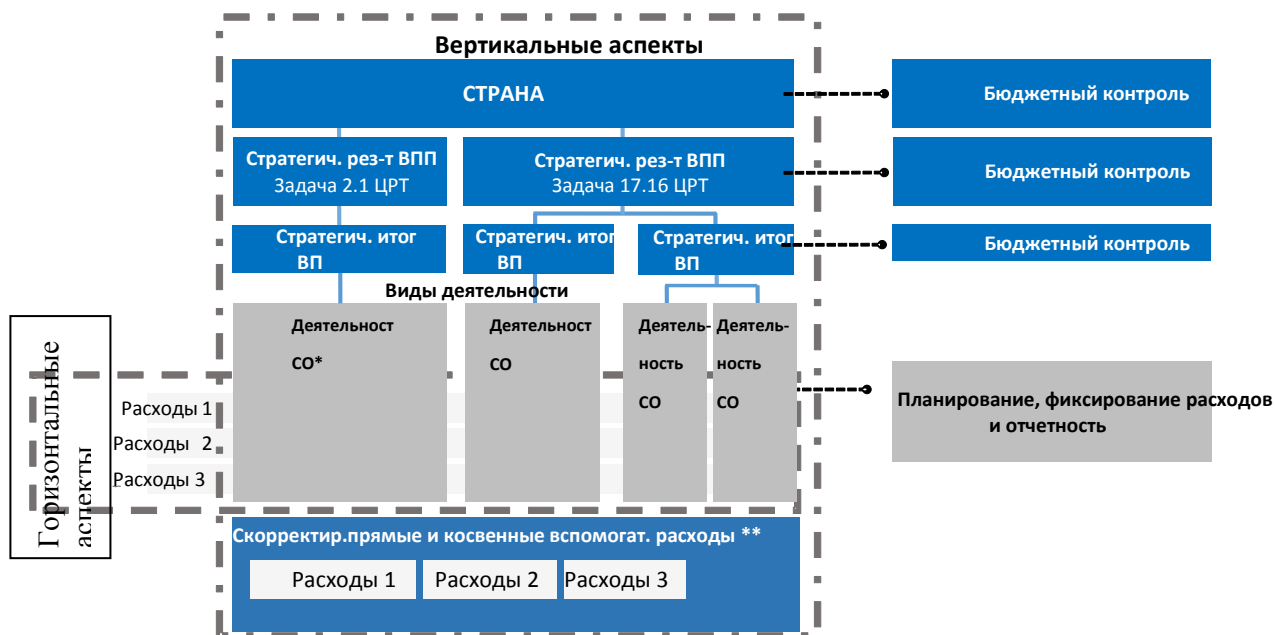 Вертикальные аспекты
СТРАНА
Бюджетный контроль
Стратегич. рез-т ВПП
Задача 2.1 ЦРТ
Стратегич. рез-т ВПП
Задача 17.16 ЦРТ
Бюджетный контроль
Стратегич. итог
ВП
Стратегич. итог
ВП
Стратегич. итог
ВП
Бюджетный контроль
Виды деятельности
Деятельност
СО*
Деятельност
СО
Деятель-
ность
СО
Деятель-
ность
СО
Горизонтальные
аспекты
Расходы 1
Расходы 2
Расходы 3
Планирование, фиксирование расходов
и отчетность
Скорректир.прямые и косвенные вспомогат. расходы **
Расходы 1
Расходы 2
Расходы 3